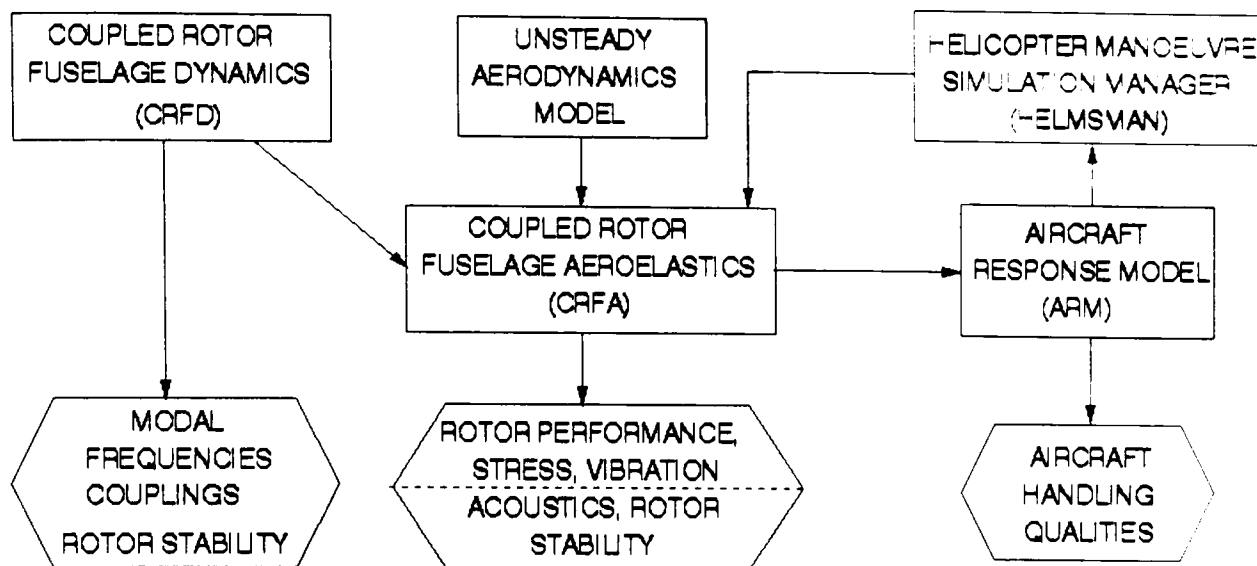 COUPLED ROTOR
FUSELAGE DYNAMICS
(CRFD)
UNSTEADY
AERODYNAMICS
MODEL
HELICOPTER MANOEUVRE
SIMULATION MANAGER
(HELMSMAN)
COUPLED ROTOR
FUSELAGE AEROELASTICS
(CRFA)
AIRCRAFT
RESPONSE MODEL
(ARM)
MODAL
FREQUENCIES
COUPLINGS
ROTOR STABILITY
ROTOR PERFORMANCE,
STRESS, VIBRATION
ACOUSTICS, ROTOR
STABILITY
AIRCRAFT
HANDLING
QUALITIES